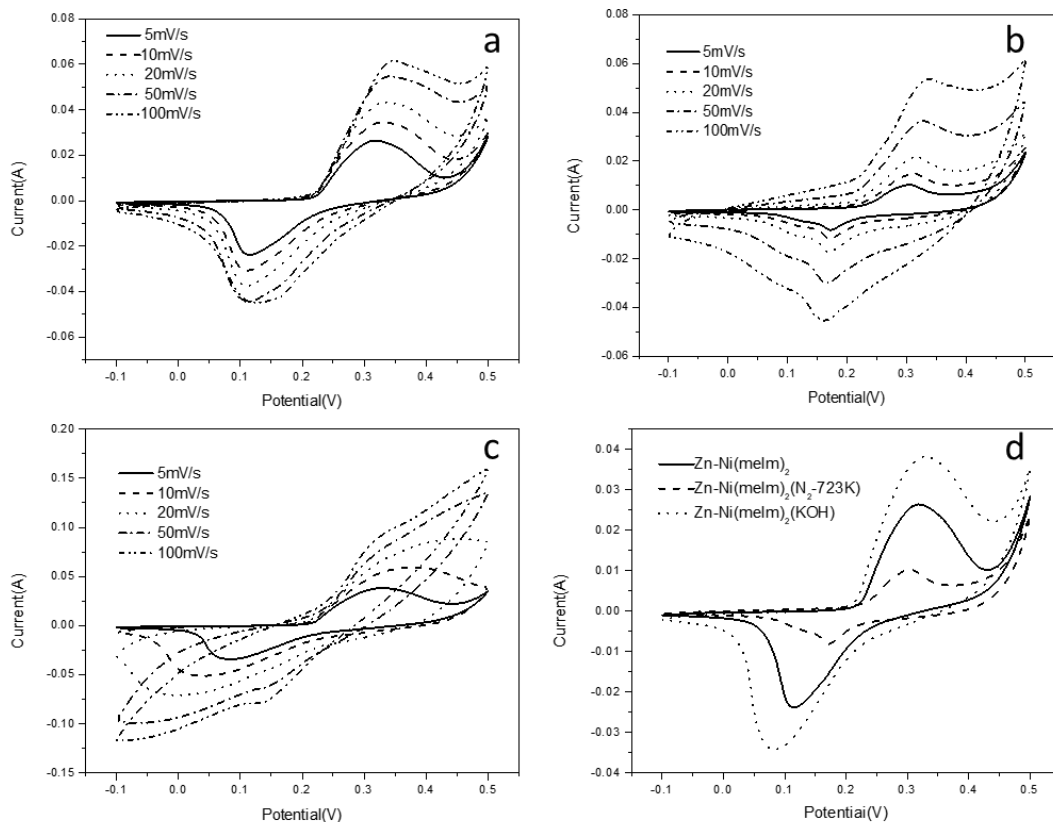 a
5mV/s
10mV/s
20mV/s
50mV/s
100mV/s
0.08
0.06
0.04
0.02
0.00
-0.02
-0.04
-0.06
Current(A)
-0.1 0.0 0.1 0.2 0.3 0.4 0.5
Potential(V)
b
5mV/s
10mV/s
20mV/s
50mV/s
100mV/s
0.08
0.06
0.04
0.02
0.00
-0.02
-0.04
-0.06
Current(A)
-0.1 0.0 0.1 0.2 0.3 0.4 0.5
Potential(V)
c
5mV/s
10mV/s
20mV/s
50mV/s
100mV/s
0.20
0.15
0.10
0.05
0.00
-0.05
-0.10
-0.15
Current(A)
-0.1 0.0 0.1 0.2 0.3 0.4 0.5
Potential(V)
d
Zn-Ni(meIm)₂
Zn-Ni(meIm)₂(N₂-723K)
Zn-Ni(meIm)₂(KOH)
0.04
0.03
0.02
0.01
0.00
-0.01
-0.02
-0.03
-0.04
Current(A)
-0.1 0.0 0.1 0.2 0.3 0.4 0.5
Potentiai(V)